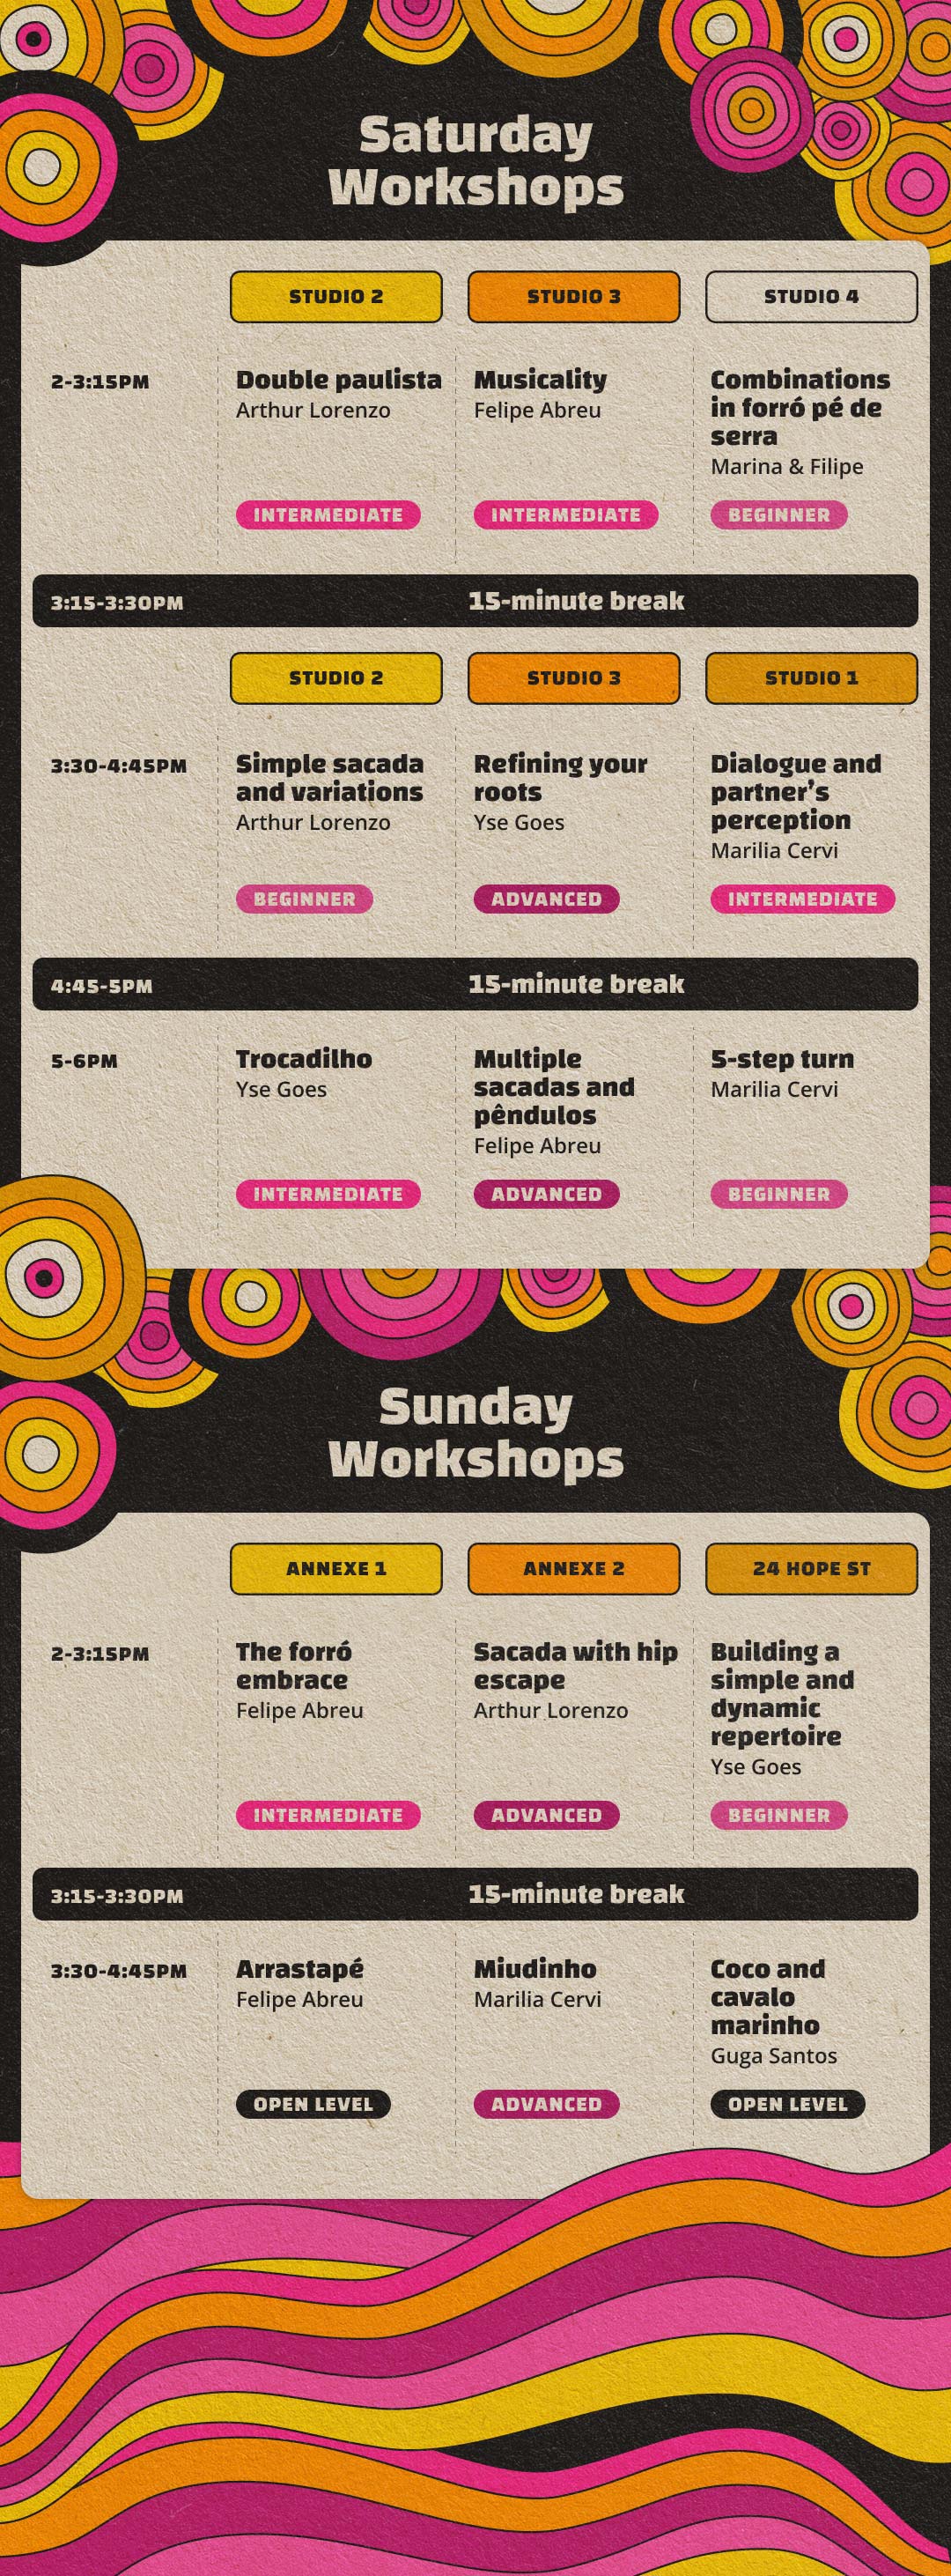 Saturday
Workshops
STUDIO 2
STUDIO 3
STUDIO 4
2-3:15PM
Double paulista
Arthur Lorenzo
INTERMEDIATE
Musicality
Felipe Abreu
INTERMEDIATE
Combinations
in forró pé de
serra
Marina & Filipe
BEGINNER
3:15-3:30PM
15-minute break
STUDIO 2
STUDIO 3
STUDIO 1
3:30-4:45PM
Simple sacada
and variations
Arthur Lorenzo
BEGINNER
Refining your
roots
Yse Goes
ADVANCED
Dialogue and
partner’s
perception
Marilia Cervi
INTERMEDIATE
4:45-5PM
15-minute break
5-6PM
Trocadilho
Yse Goes
INTERMEDIATE
Multiple
sacadas and
pêndulos
Felipe Abreu
ADVANCED
5-step turn
Marilia Cervi
BEGINNER
Sunday
Workshops
ANNEXE 1
ANNEXE 2
24 HOPE ST
2-3:15PM
The forró
embrace
Felipe Abreu
INTERMEDIATE
Sacada with hip
escape
Arthur Lorenzo
ADVANCED
Building a
simple and
dynamic
repertoire
Yse Goes
BEGINNER
3:15-3:30PM
15-minute break
3:30-4:45PM
Arrastapé
Felipe Abreu
OPEN LEVEL
Miudinho
Marilia Cervi
ADVANCED
Coco and
cavalo
marinho
Guga Santos
OPEN LEVEL